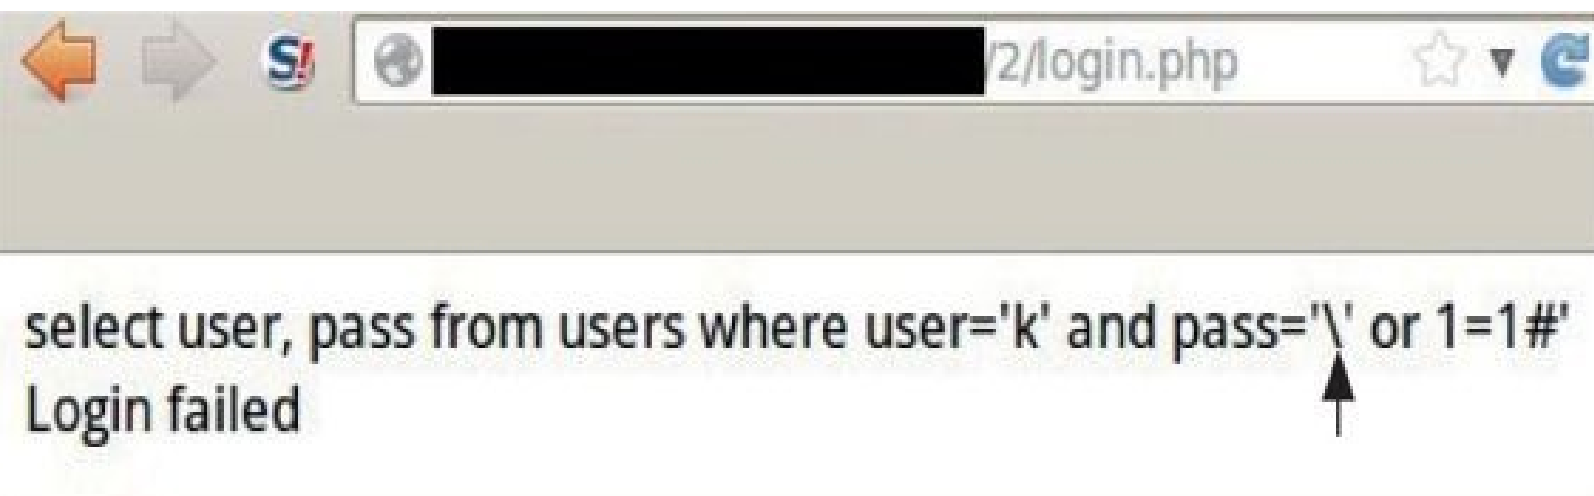 S!
/2/login.php
select user, pass from users where user='k' and pass='\' or 1=1#'
Login failed